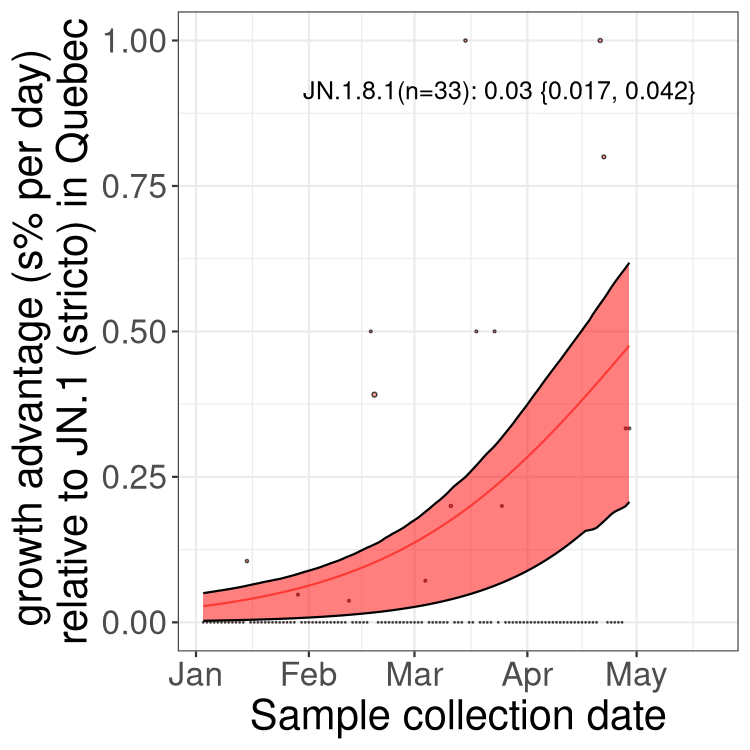 growth advantage (s% per day)
relative to JN.1 (stricto) in Quebec
1.00
0.75
0.50
0.25
0.00
JN.1.8.1(n=33): 0.03 {0.017, 0.042}
Jan Feb Mar Apr May
Sample collection date